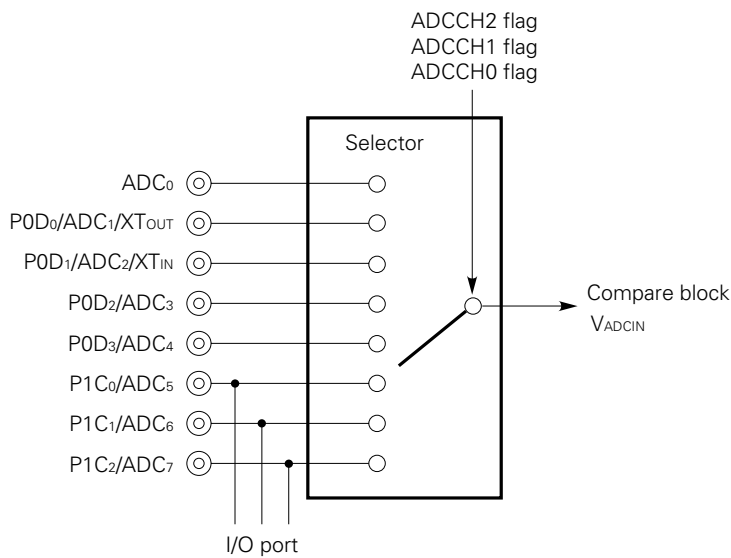 ADCCH2 flag
ADCCH1 flag
ADCCH0 flag
Selector
ADC₀
P0D₀/ADC₁/XTOUT
P0D₁/ADC₂/XTIN
P0D₂/ADC₃
P0D₃/ADC₄
P1C₀/ADC₅
P1C₁/ADC₆
P1C₂/ADC₇
Compare block
VADCIN
I/O port